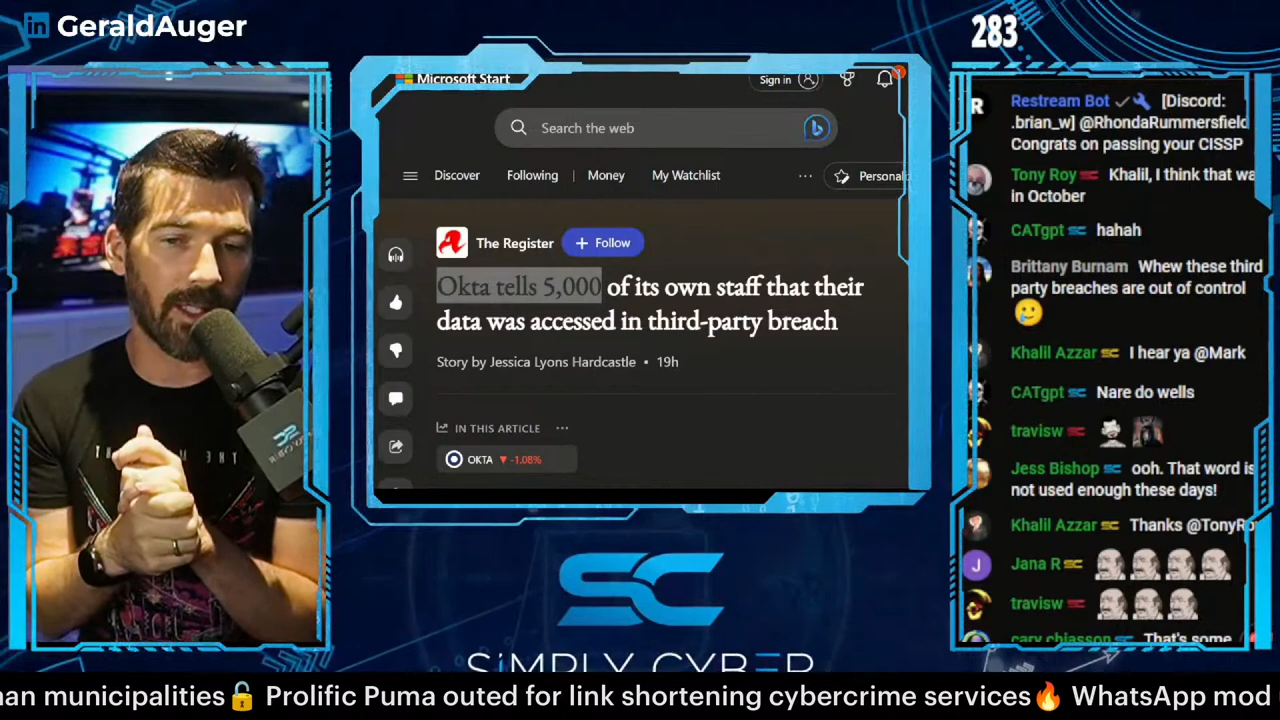 in GeraldAuger
283
Microsoft Start
Sign in
Search the web
Discover Following Money My Watchlist ... Personali
The Register + Follow
Okta tells 5,000 of its own staff that their
data was accessed in third-party breach
Story by Jessica Lyons Hardcastle • 19h
IN THIS ARTICLE ...
OKTA ▼ -1.08%
R
Restream Bot [Discord:
.brian_w] @RhondaRummersfield
Congrats on passing your CISSP
Tony Roy Khalil, I think that wa
in October
CATgpt hahah
Brittany Burnam Whew these third
party breaches are out of control
Khalil Azzar I hear ya @Mark
CATgpt Nare do wells
travisw
Jess Bishop ooh. That word is
not used enough these days!
Khalil Azzar Thanks @TonyRo
J Jana R
travisw
cary chiasson That's some
SC
SiMPLY CYBER
nan municipalities🔓 Prolific Puma outed for link shortening cybercrime services🔥 WhatsApp mod